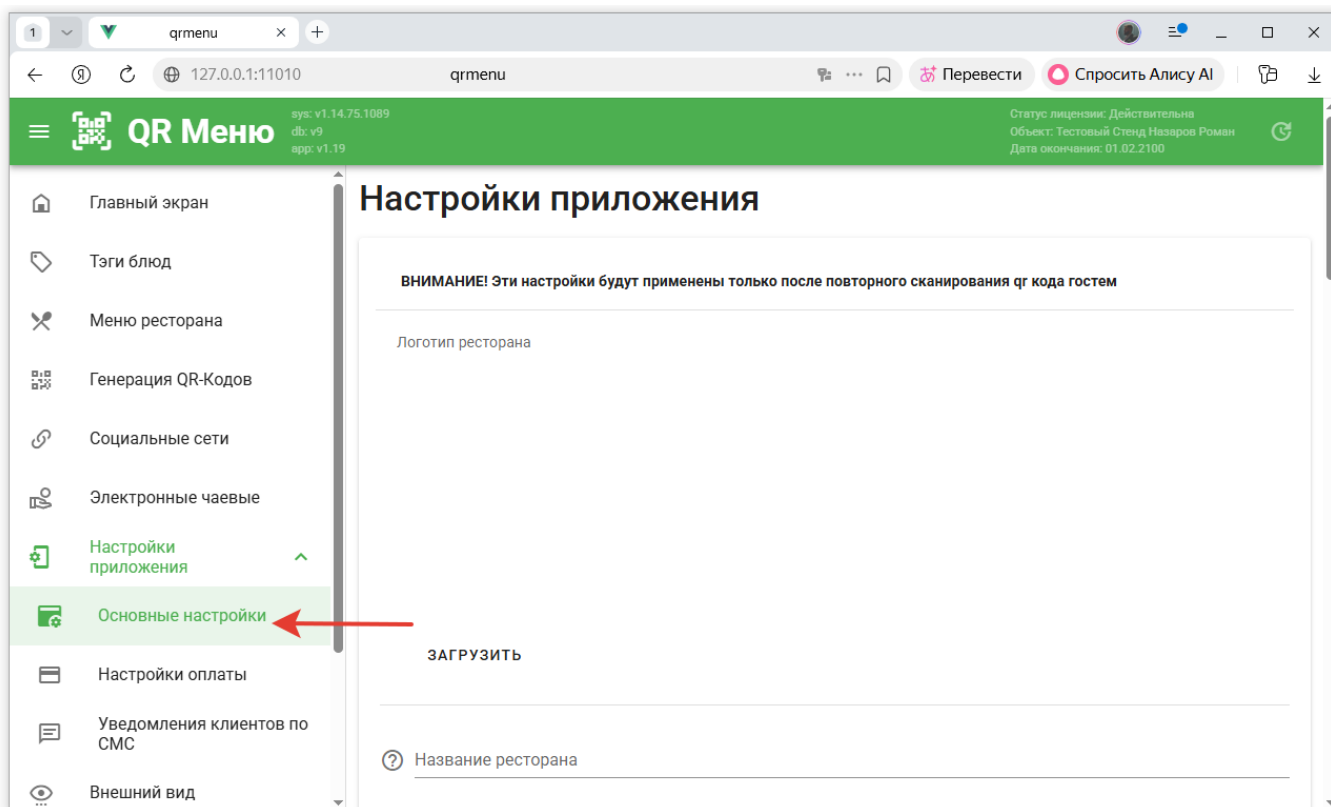 1
qrmenu
127.0.0.1:11010
qrmenu
Перевести
Спросить Алису AI
QR Меню
sys: v1.14.75.1089
db: v9
app: v1.19
Статус лицензии: Действительна
Объект: Тестовый Стенд Назаров Роман
Дата окончания: 01.02.2100
Главный экран
Тэги блюд
Меню ресторана
Генерация QR-Кодов
Социальные сети
Электронные чаевые
Настройки
приложения
Основные настройки
Настройки оплаты
Уведомления клиентов по
СМС
Внешний вид
Настройки приложения
ВНИМАНИЕ! Эти настройки будут применены только после повторного сканирования qr кода гостем
Логотип ресторана
ЗАГРУЗИТЬ
Название ресторана